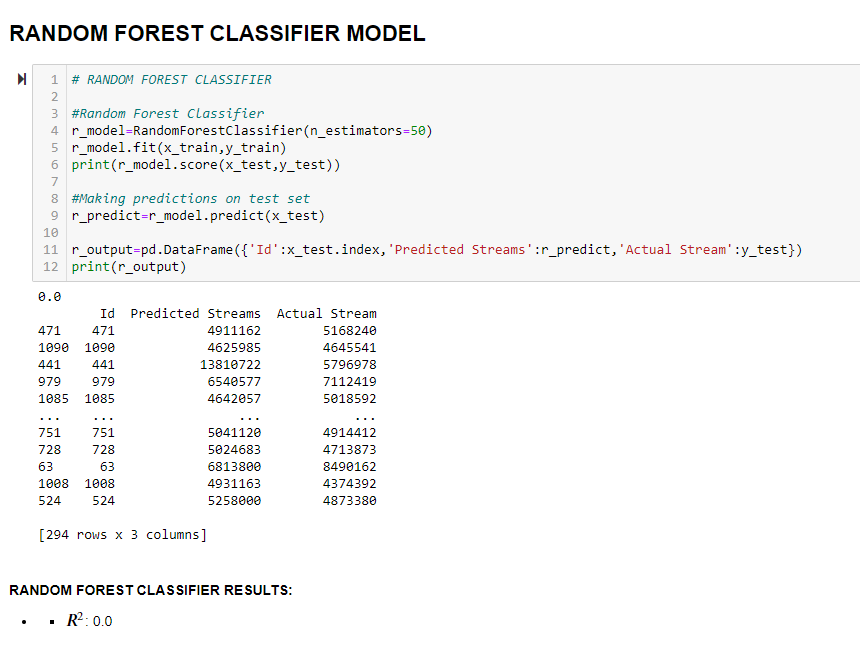 RANDOM FOREST CLASSIFIER MODEL
1 # RANDOM FOREST CLASSIFIER
2
3 #Random Forest Classifier
4 r_model=RandomForestClassifier(n_estimators=50)
5 r_model.fit(x_train,y_train)
6 print(r_model.score(x_test,y_test))
7
8 #Making predictions on test set
9 r_predict=r_model.predict(x_test)
10
11 r_output=pd.DataFrame({'Id':x_test.index,'Predicted Streams':r_predict,'Actual Stream':y_test})
12 print(r_output)
0.0
Id Predicted Streams Actual Stream
471 471 4911162 5168240
1090 1090 4625985 4645541
441 441 13810722 5796978
979 979 6540577 7112419
1085 1085 4642057 5018592
... ... ... ...
751 751 5041120 4914412
728 728 5024683 4713873
63 63 6813800 8490162
1008 1008 4931163 4374392
524 524 5258000 4873380
[294 rows x 3 columns]
RANDOM FOREST CLASSIFIER RESULTS:
• ▪ R²: 0.0